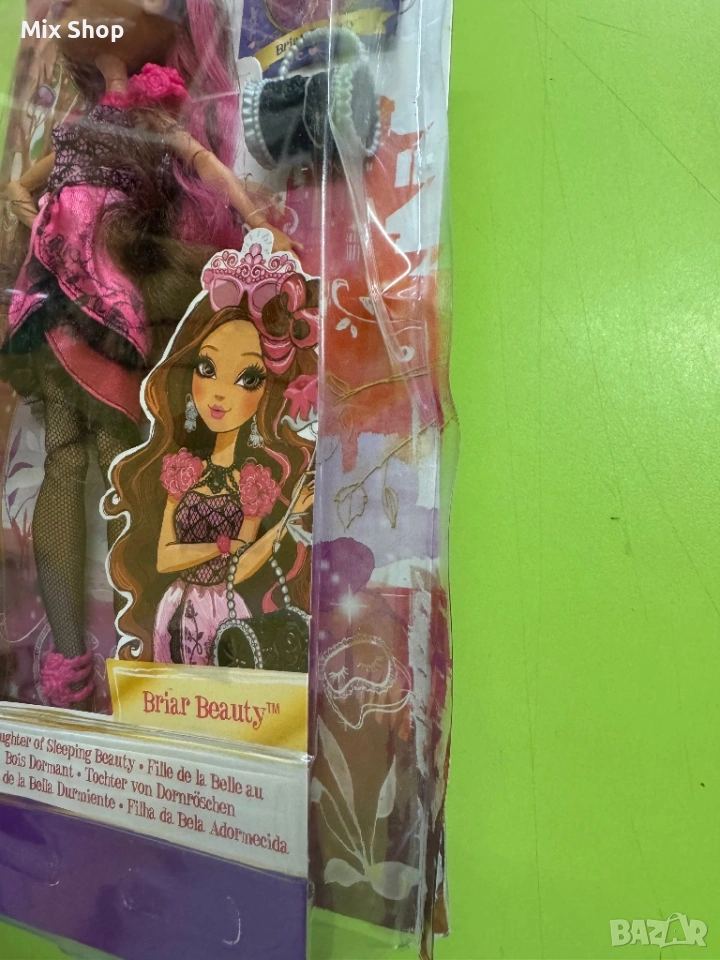 Mix Shop
Briar Beauty™
Daughter of Sleeping Beauty • Fille de la Belle au
Bois Dormant • Tochter von Dornröschen
de la Bella Durmiente • Filha da Bela Adormecida
BAZAR